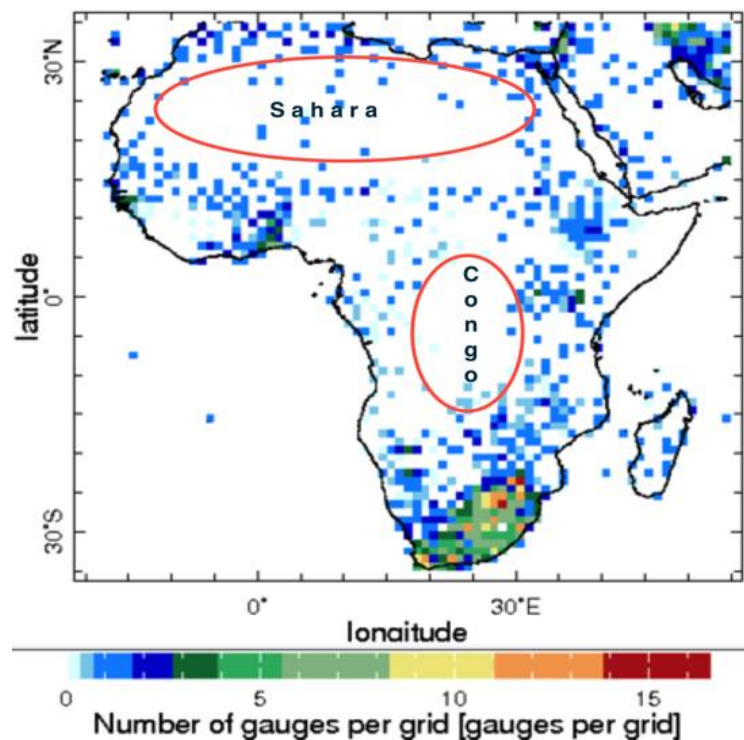 30°N
Sahara
Congo
0°
30°S
latitude
0°
30°E
longitude
0
5
10
15
Number of gauges per grid [gauges per grid]